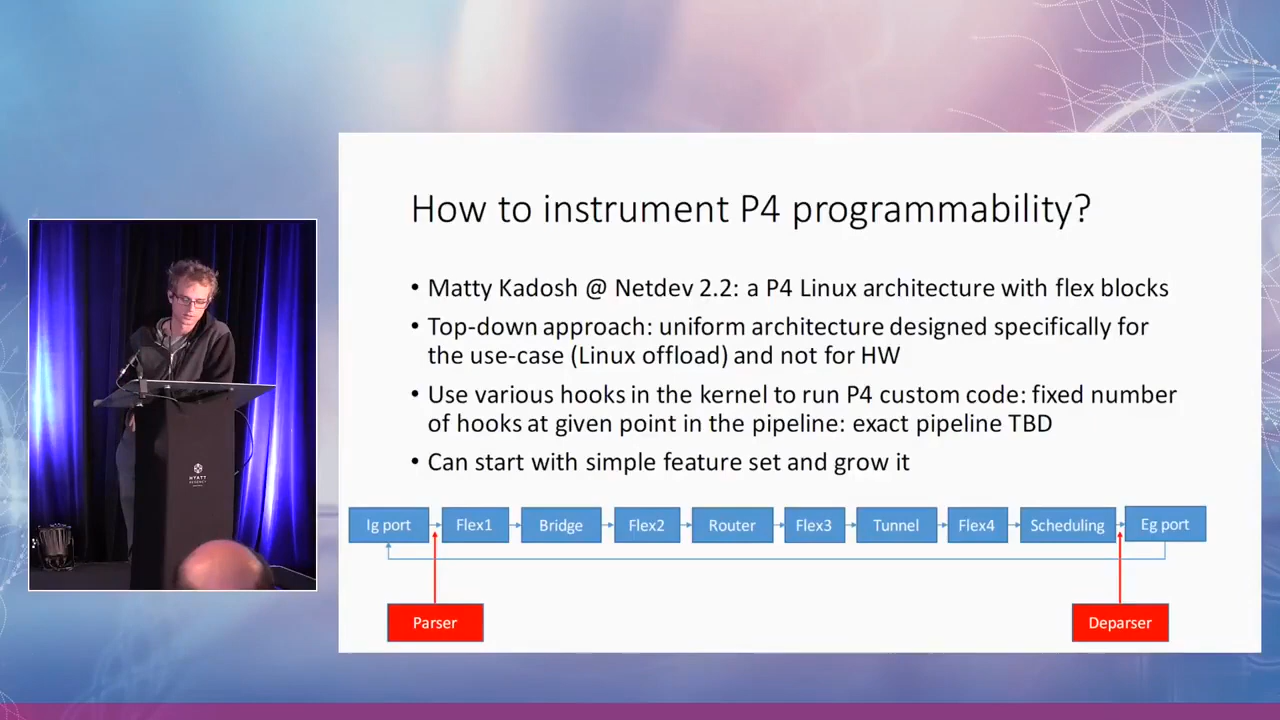 How to instrument P4 programmability?
• Matty Kadosh @ Netdev 2.2: a P4 Linux architecture with flex blocks
• Top-down approach: uniform architecture designed specifically for
the use-case (Linux offload) and not for HW
• Use various hooks in the kernel to run P4 custom code: fixed number
of hooks at given point in the pipeline: exact pipeline TBD
• Can start with simple feature set and grow it
Ig port Flex1 Bridge Flex2 Router Flex3 Tunnel Flex4 Scheduling Eg port
Parser Deparser
HYATT
REGENCY